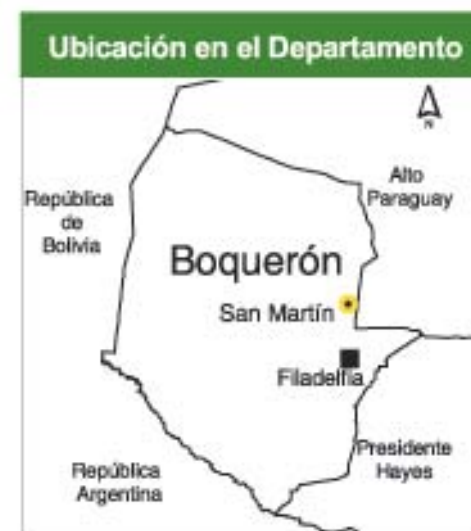 Ubicación en el Departamento
N
Alto
Paraguay
República
de
Bolivia
Boquerón
San Martín
Filadelfia
Presidente
Hayes
República
Argentina